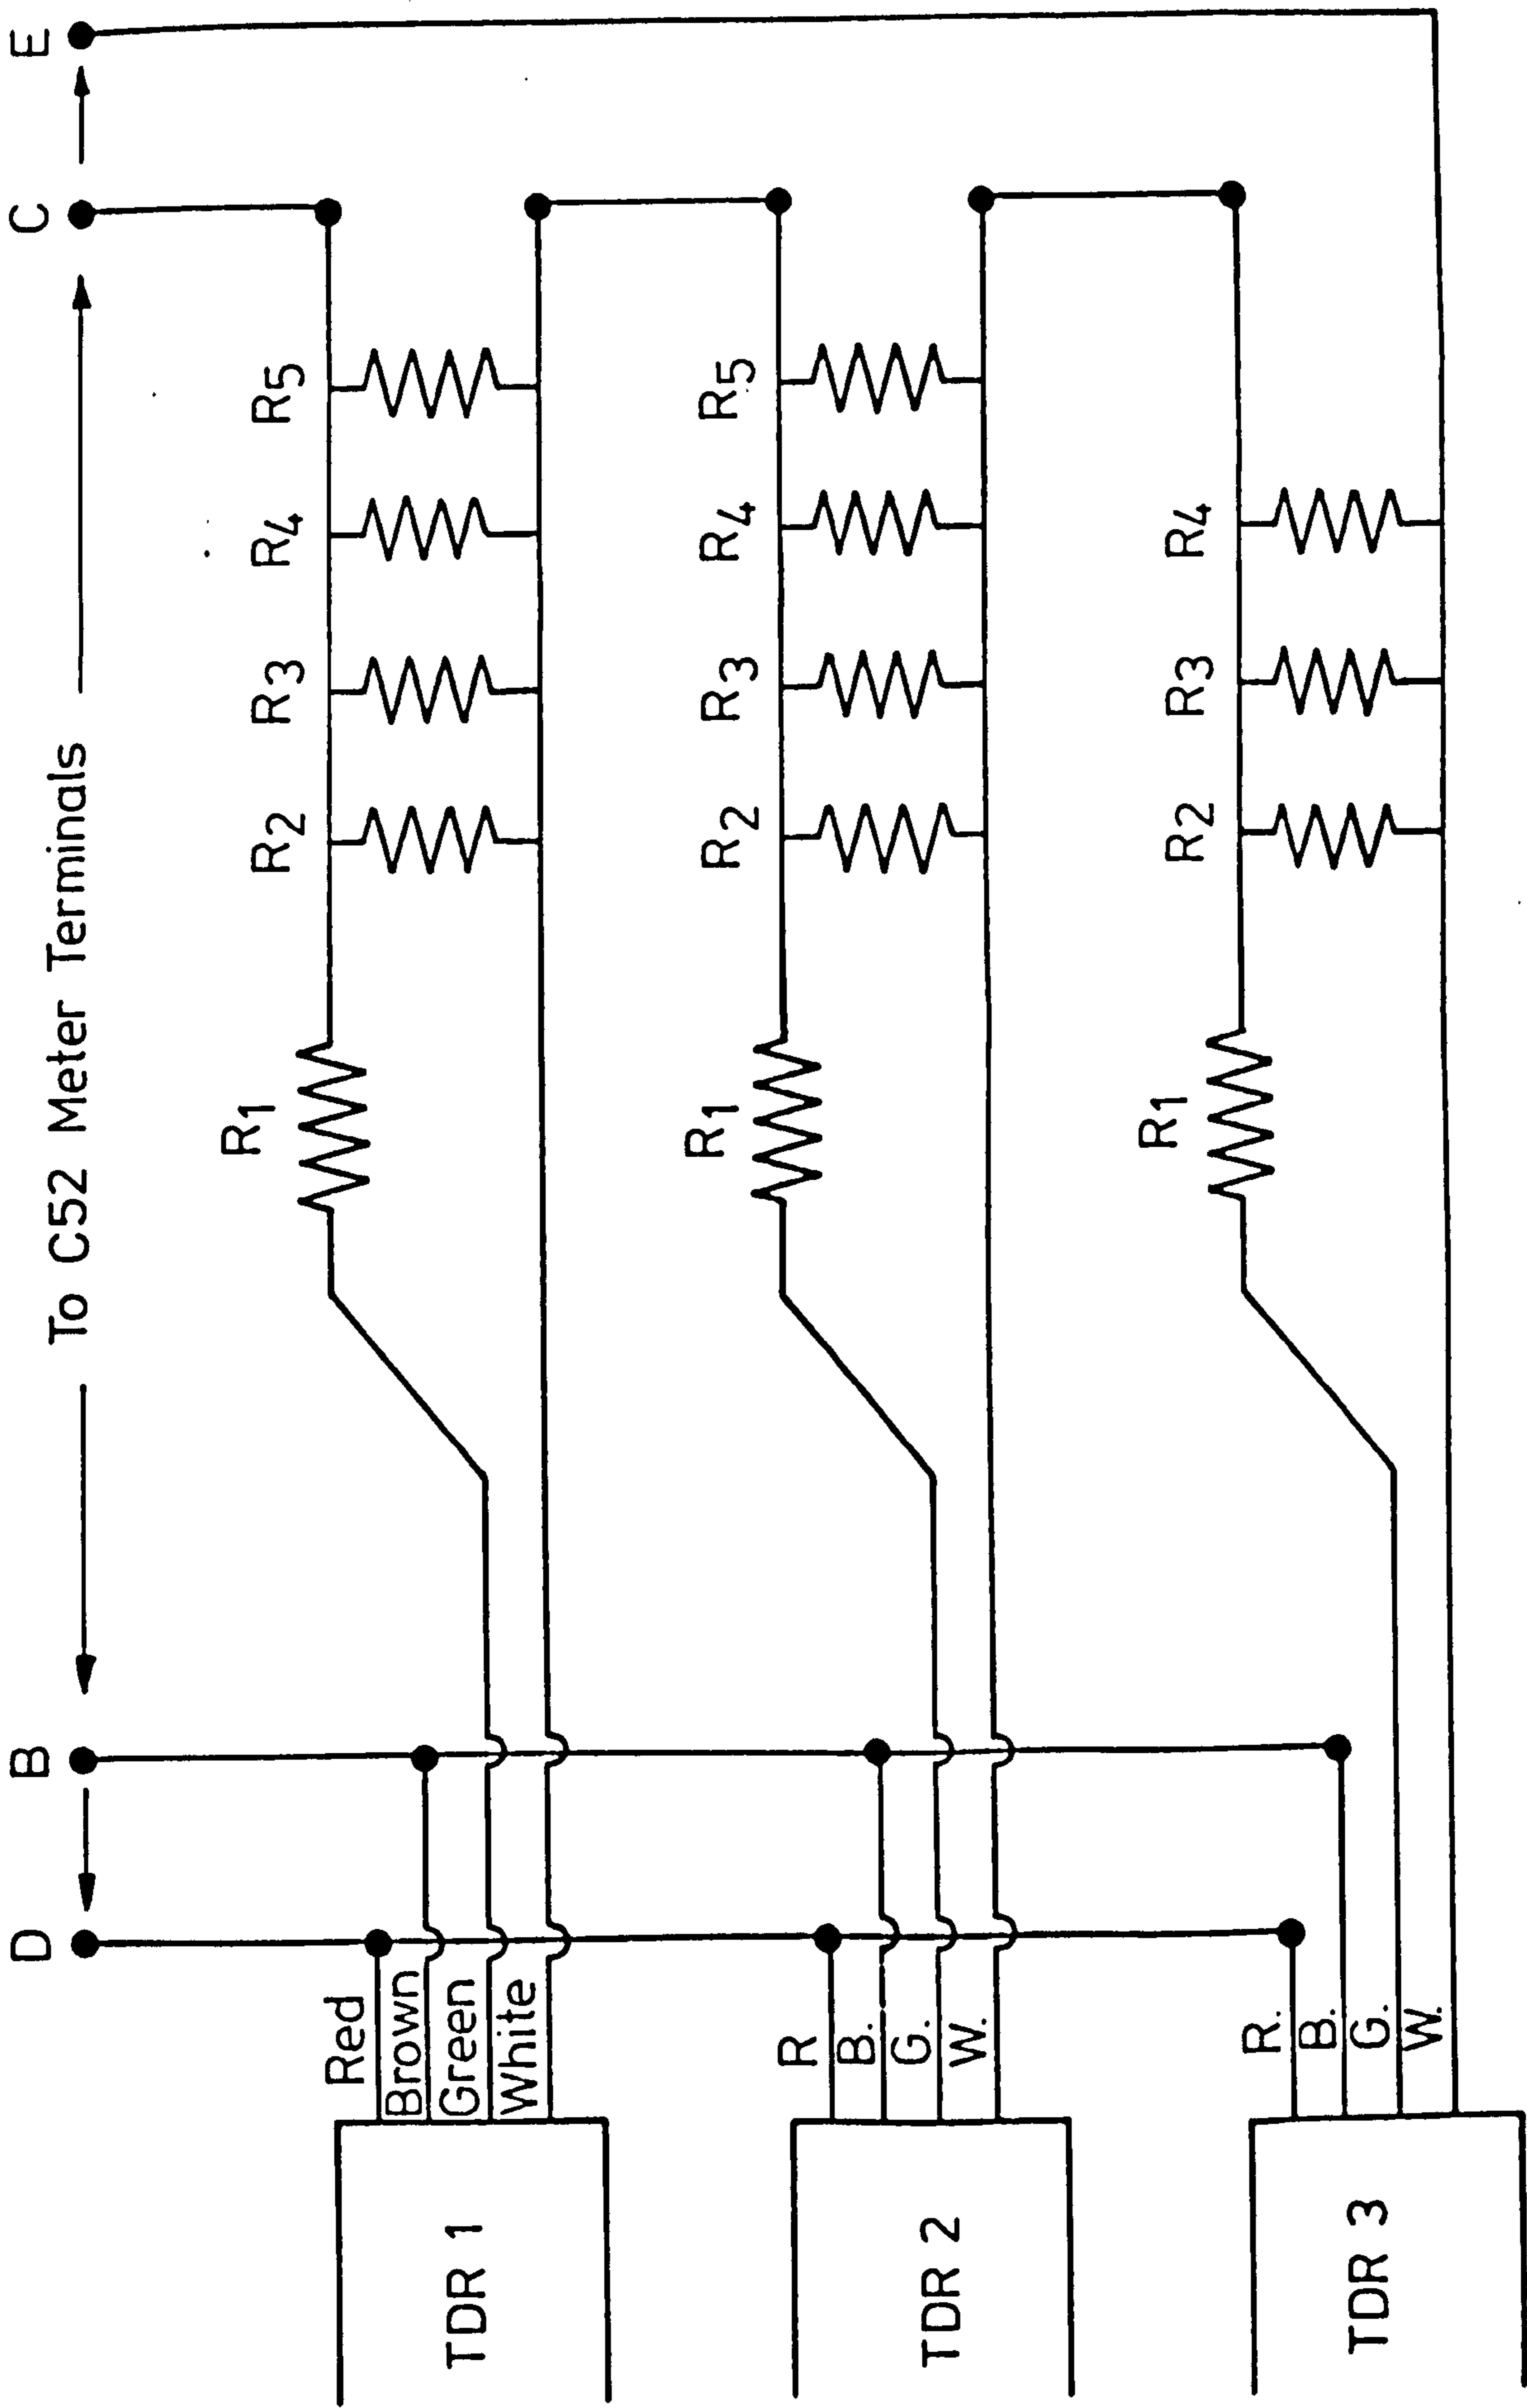 D B C E
To C52 Meter Terminals
TDR 1
Red
Brown
Green
White
R1 R2 R3 R4 R5
TDR 2
R
B.
G.
W.
R1 R2 R3 R4 R5
TDR 3
R.
B.
G.
W.
R1 R2 R3 R4